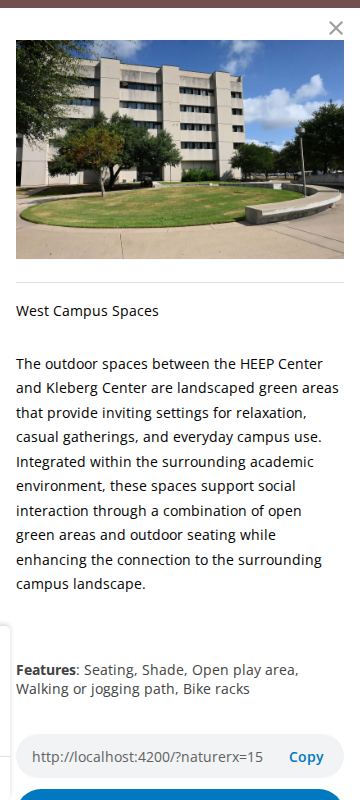 West Campus Spaces
The outdoor spaces between the HEEP Center
and Kleberg Center are landscaped green areas
that provide inviting settings for relaxation,
casual gatherings, and everyday campus use.
Integrated within the surrounding academic
environment, these spaces support social
interaction through a combination of open
green areas and outdoor seating while
enhancing the connection to the surrounding
campus landscape.
Features: Seating, Shade, Open play area,
Walking or jogging path, Bike racks
http://localhost:4200/?naturerx=15 Copy